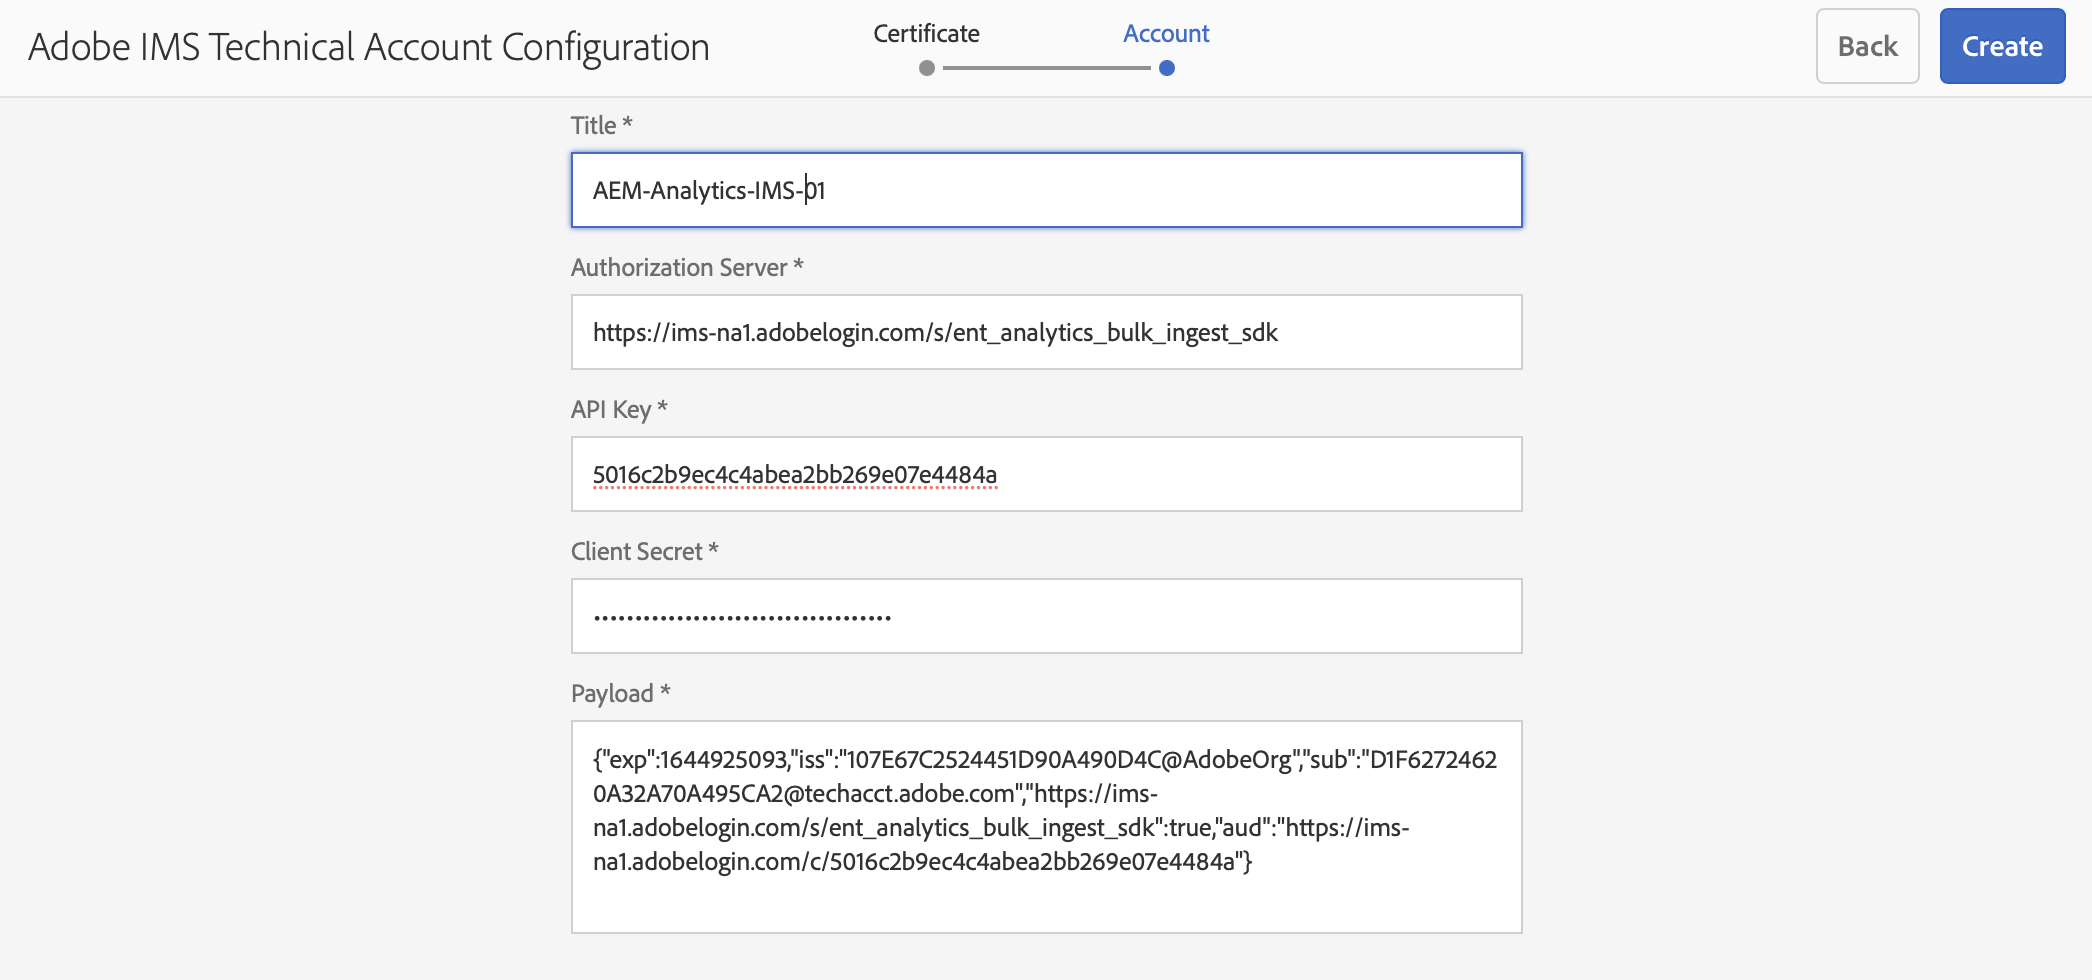 Adobe IMS Technical Account Configuration
Certificate
Account
Back
Create
Title *
AEM-Analytics-IMS-01
Authorization Server *
https://ims-na1.adobelogin.com/s/ent_analytics_bulk_ingest_sdk
API Key *
5016c2b9ec4c4abea2bb269e07e4484a
Client Secret *
Payload *
{"exp":1644925093,"iss":"107E67C2524451D90A490D4C@AdobeOrg","sub":"D1F6272462
0A32A70A495CA2@techacct.adobe.com","https://ims-
na1.adobelogin.com/s/ent_analytics_bulk_ingest_sdk":true,"aud":"https://ims-
na1.adobelogin.com/c/5016c2b9ec4c4abea2bb269e07e4484a"}